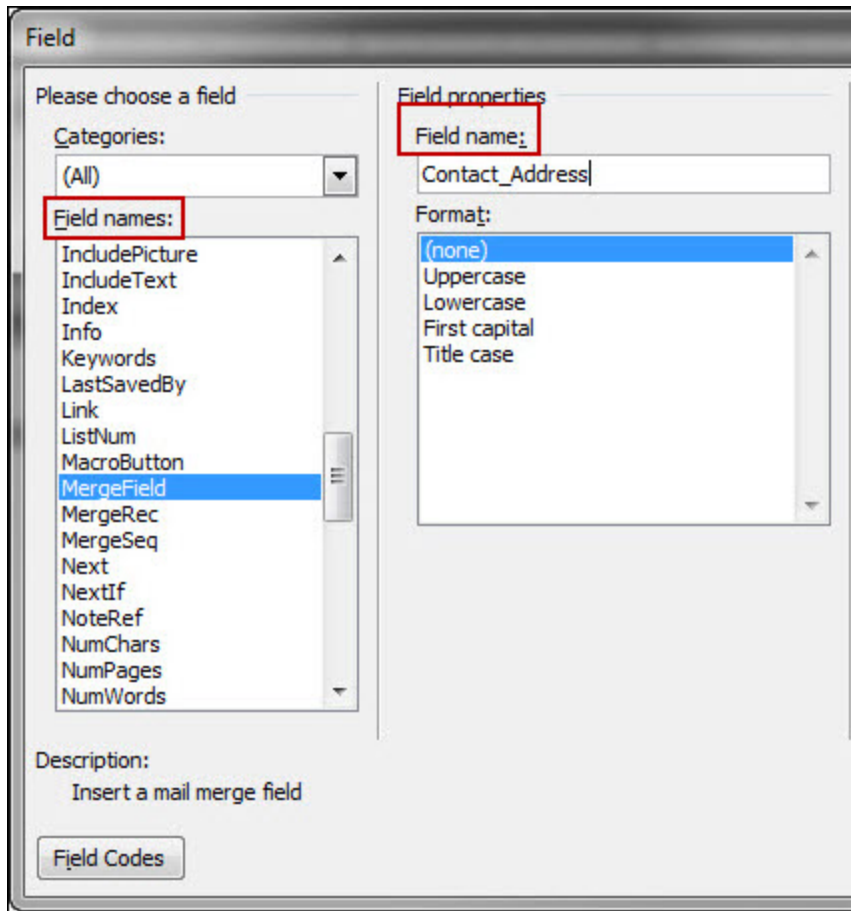 Field
Please choose a field
Categories:
(All)
Field names:
IncludePicture
IncludeText
Index
Info
Keywords
LastSavedBy
Link
ListNum
MacroButton
MergeField
MergeRec
MergeSeq
Next
NextIf
NoteRef
NumChars
NumPages
NumWords
Field properties
Field name:
Contact_Address
Format:
(none)
Uppercase
Lowercase
First capital
Title case
Description:
Insert a mail merge field
Field Codes